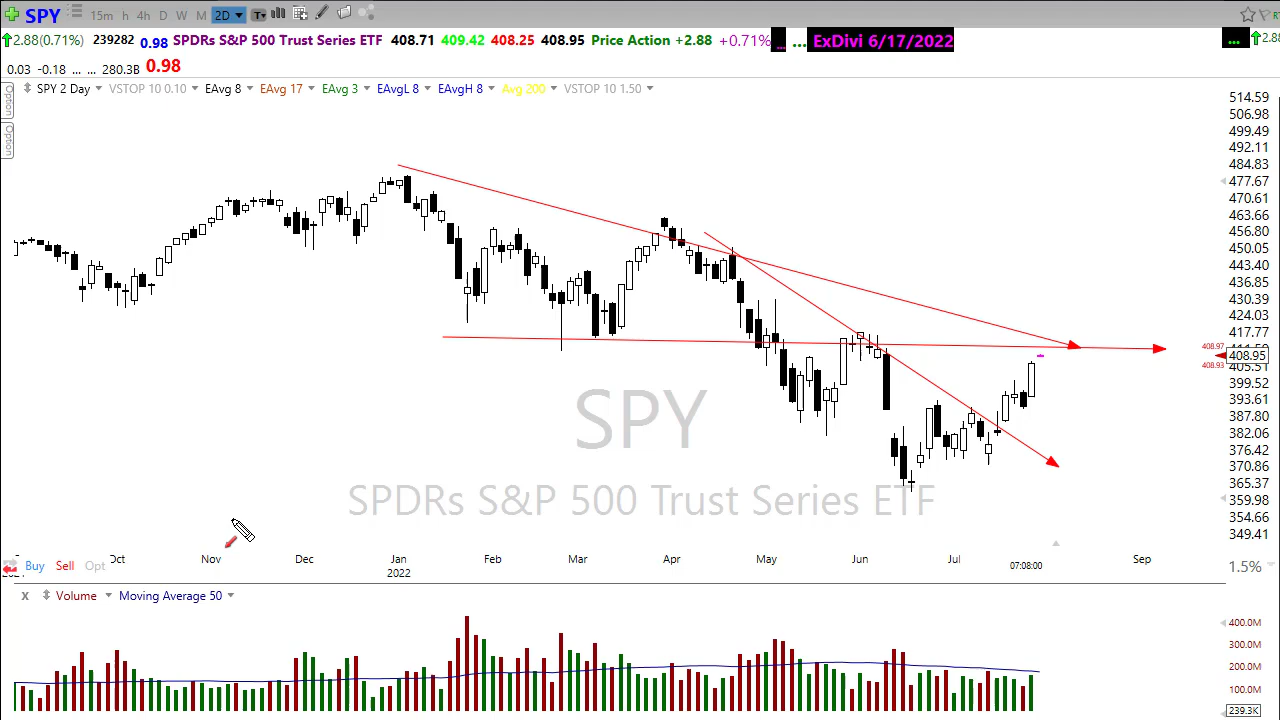 SPY 15m 4h D W M 2D T
2.88(0.71%) 239282 0.98 SPDRs S&P 500 Trust Series ETF 408.71 409.42 408.25 408.95 Price Action +2.88 +0.71% ... ... ExDivi 6/17/2022 ...
0.03 -0.18 ... ... 280.3B 0.98
SPY 2 Day VSTOP 10 0.10 EAvg 8 EAvg 17 EAvg 3 EAvgL 8 EAvgH 8 Avg 200 VSTOP 10 1.50
Option
Option
514.59
506.98
499.49
492.11
484.83
477.67
470.61
463.66
456.80
450.05
443.40
436.85
430.39
424.03
417.77
408.97
408.95
408.93
405.51
399.52
393.61
387.80
382.06
376.42
370.86
365.37
359.98
354.66
349.41
SPY
SPDRs S&P 500 Trust Series ETF
Oct Nov Dec Jan Feb Mar Apr May Jun Jul Sep
2022
07:08:00
Buy Sell Opt
1.5%
x Volume Moving Average 50
400.0M
300.0M
200.0M
100.0M
239.3K